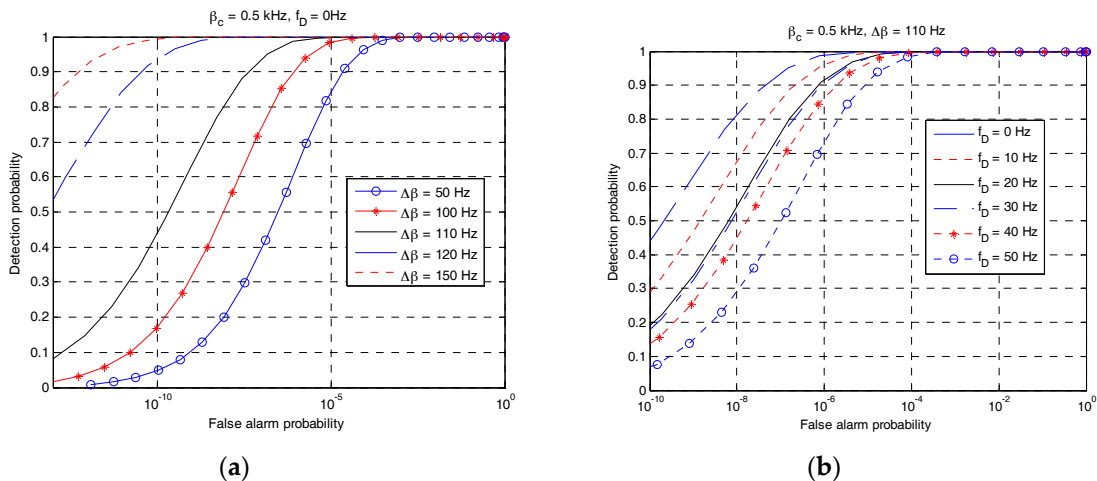 β_c = 0.5 kHz, f_D = 0Hz
Detection probability
1
0.9
0.8
0.7
0.6
0.5
0.4
0.3
0.2
0.1
0
Δβ = 50 Hz
Δβ = 100 Hz
Δβ = 110 Hz
Δβ = 120 Hz
Δβ = 150 Hz
10^-10
10^-5
10^0
False alarm probability
(a)
β_c = 0.5 kHz, Δβ = 110 Hz
Detection probability
1
0.9
0.8
0.7
0.6
0.5
0.4
0.3
0.2
0.1
0
f_D = 0 Hz
f_D = 10 Hz
f_D = 20 Hz
f_D = 30 Hz
f_D = 40 Hz
f_D = 50 Hz
10^-10
10^-8
10^-6
10^-4
10^-2
10^0
False alarm probability
(b)